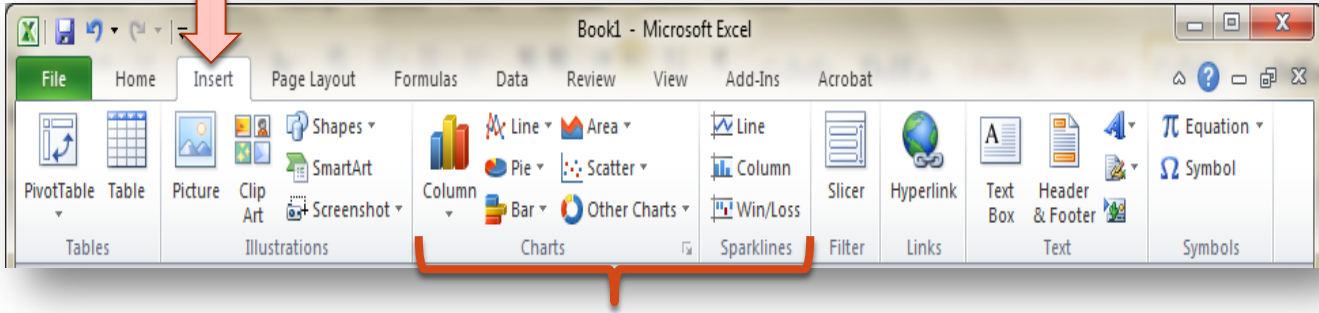 Book1 - Microsoft Excel
File Home Insert Page Layout Formulas Data Review View Add-Ins Acrobat
PivotTable Table
Tables
Picture Clip Art
Shapes
SmartArt
Screenshot
Illustrations
Column
Line Area
Pie Scatter
Bar Other Charts
Charts
Line
Column
Win/Loss
Sparklines
Slicer
Filter
Hyperlink
Links
A
Text Box
Header & Footer
A
Text
π Equation
Ω Symbol
Symbols